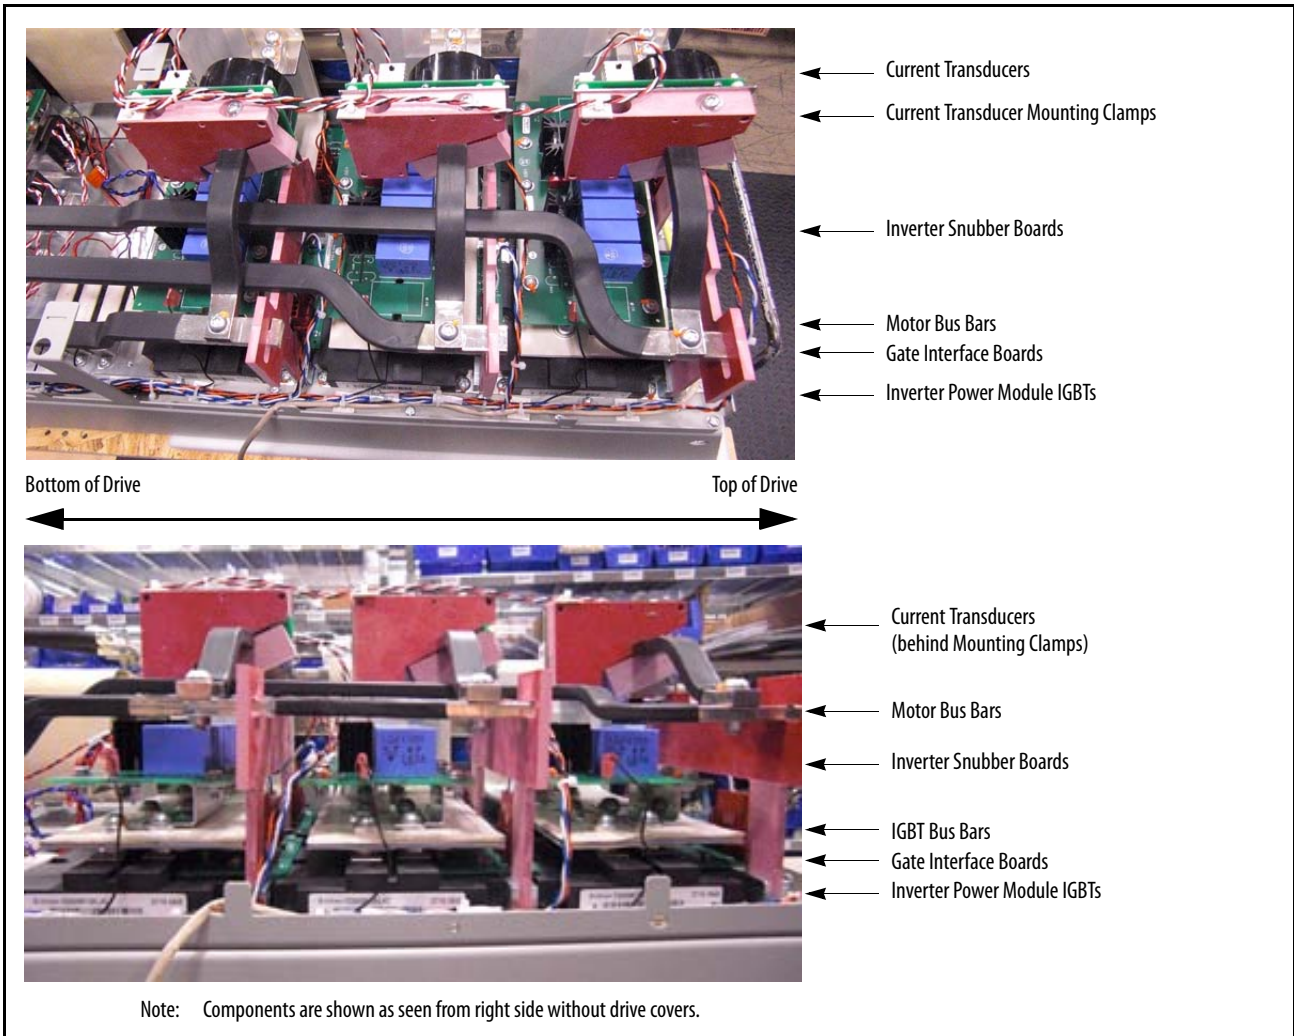 Current Transducers
Current Transducer Mounting Clamps
Inverter Snubber Boards
Motor Bus Bars
Gate Interface Boards
Inverter Power Module IGBTs
Bottom of Drive
Top of Drive
Current Transducers
(behind Mounting Clamps)
Motor Bus Bars
Inverter Snubber Boards
IGBT Bus Bars
Gate Interface Boards
Inverter Power Module IGBTs
Note: Components are shown as seen from right side without drive covers.